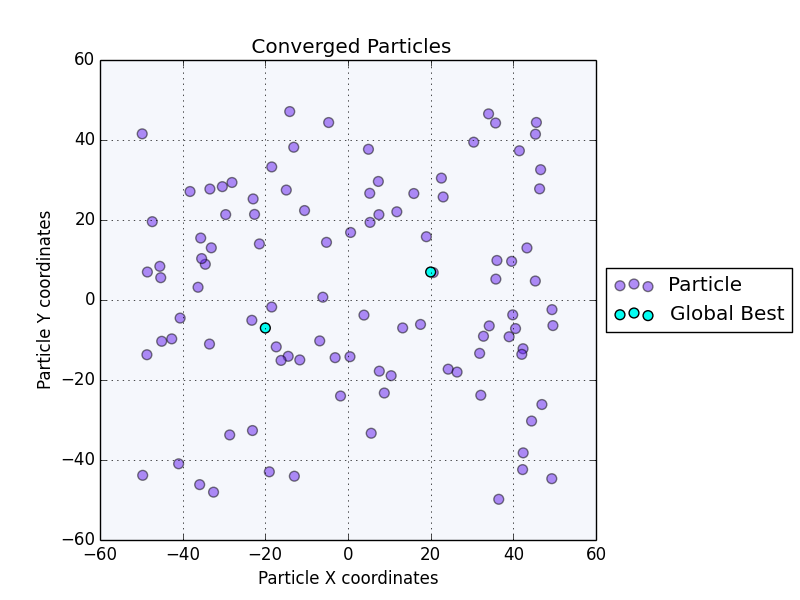 Converged Particles
60
40
20
0
−20
−40
−60
−60 −40 −20 0 20 40 60
Particle Y coordinates
Particle X coordinates
Particle
Global Best